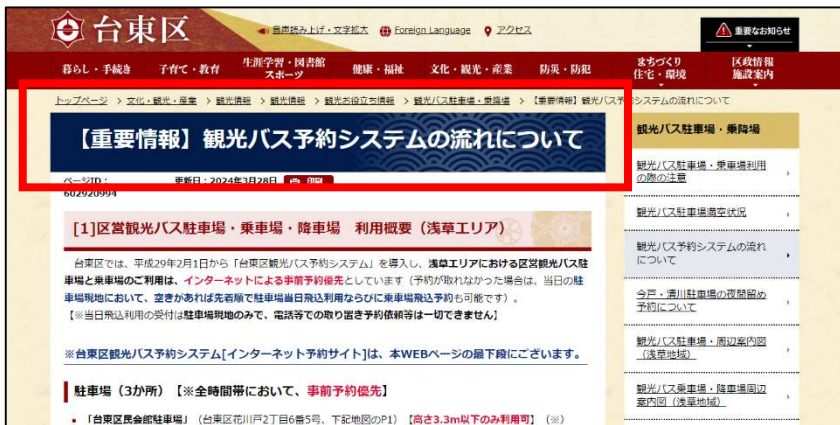 台東区
音声読み上げ・文字拡大 Foreign Language アクセス
重要なお知らせ
暮らし・手続き 子育て・教育 生涯学習・図書館 スポーツ 健康・福祉 文化・観光・産業 防災・防犯 まちづくり 住宅・環境 区政情報 施設案内
トップページ > 文化・観光・産業 > 観光情報 > 観光情報 > 観光お役立ち情報 > 観光バス駐車場・乗降場 > 【重要情報】観光バス予約システムの流れについて
【重要情報】観光バス予約システムの流れについて
ページID：
602920994
更新日：2024年3月28日 印刷
[1]区営観光バス駐車場・乗車場・降車場 利用概要（浅草エリア）
台東区では、平成29年2月1日から「台東区観光バス予約システム」を導入し、浅草エリアにおける区営観光バス駐
車場と乗車場のご利用は、インターネットによる事前予約優先としています（予約が取れなかった場合は、当日の駐
車場現地において、空きがあれば先着順で駐車場当日飛込利用ならびに乗車場飛込予約も可能です）。
【※当日飛込利用の受付は駐車場現地のみで、電話等での取り置き予約依頼等は一切できません】
※台東区観光バス予約システム[インターネット予約サイト]は、本WEBページの最下段にございます。
駐車場（3か所）【※全時間帯において、事前予約優先】
• 「台東区民会館駐車場」（台東区花川戸2丁目6番5号、下記地図のP1）【高さ3.3m以下のみ利用可】（※）
観光バス駐車場・乗降場
観光バス駐車場・乗車場利用
の際の注意
観光バス駐車場満空状況
観光バス予約システムの流れ
について
今戸・清川駐車場の夜間留め
予約について
観光バス駐車場・周辺案内図
（浅草地域）
観光バス乗車場・降車場周辺
案内図（浅草地域）